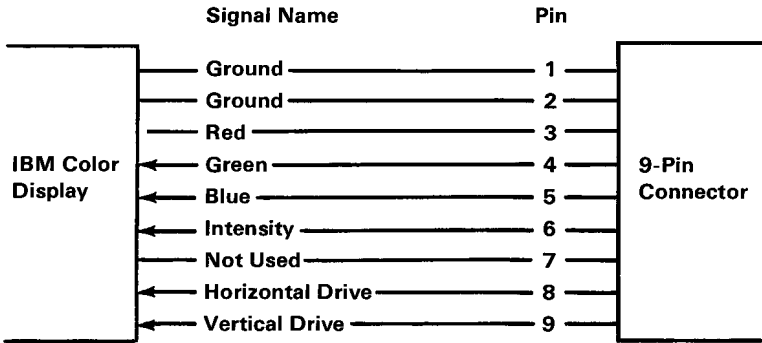 Signal Name Pin
Ground 1
Ground 2
Red 3
IBM Color Green 4 9-Pin
Display Blue 5 Connector
Intensity 6
Not Used 7
Horizontal Drive 8
Vertical Drive 9